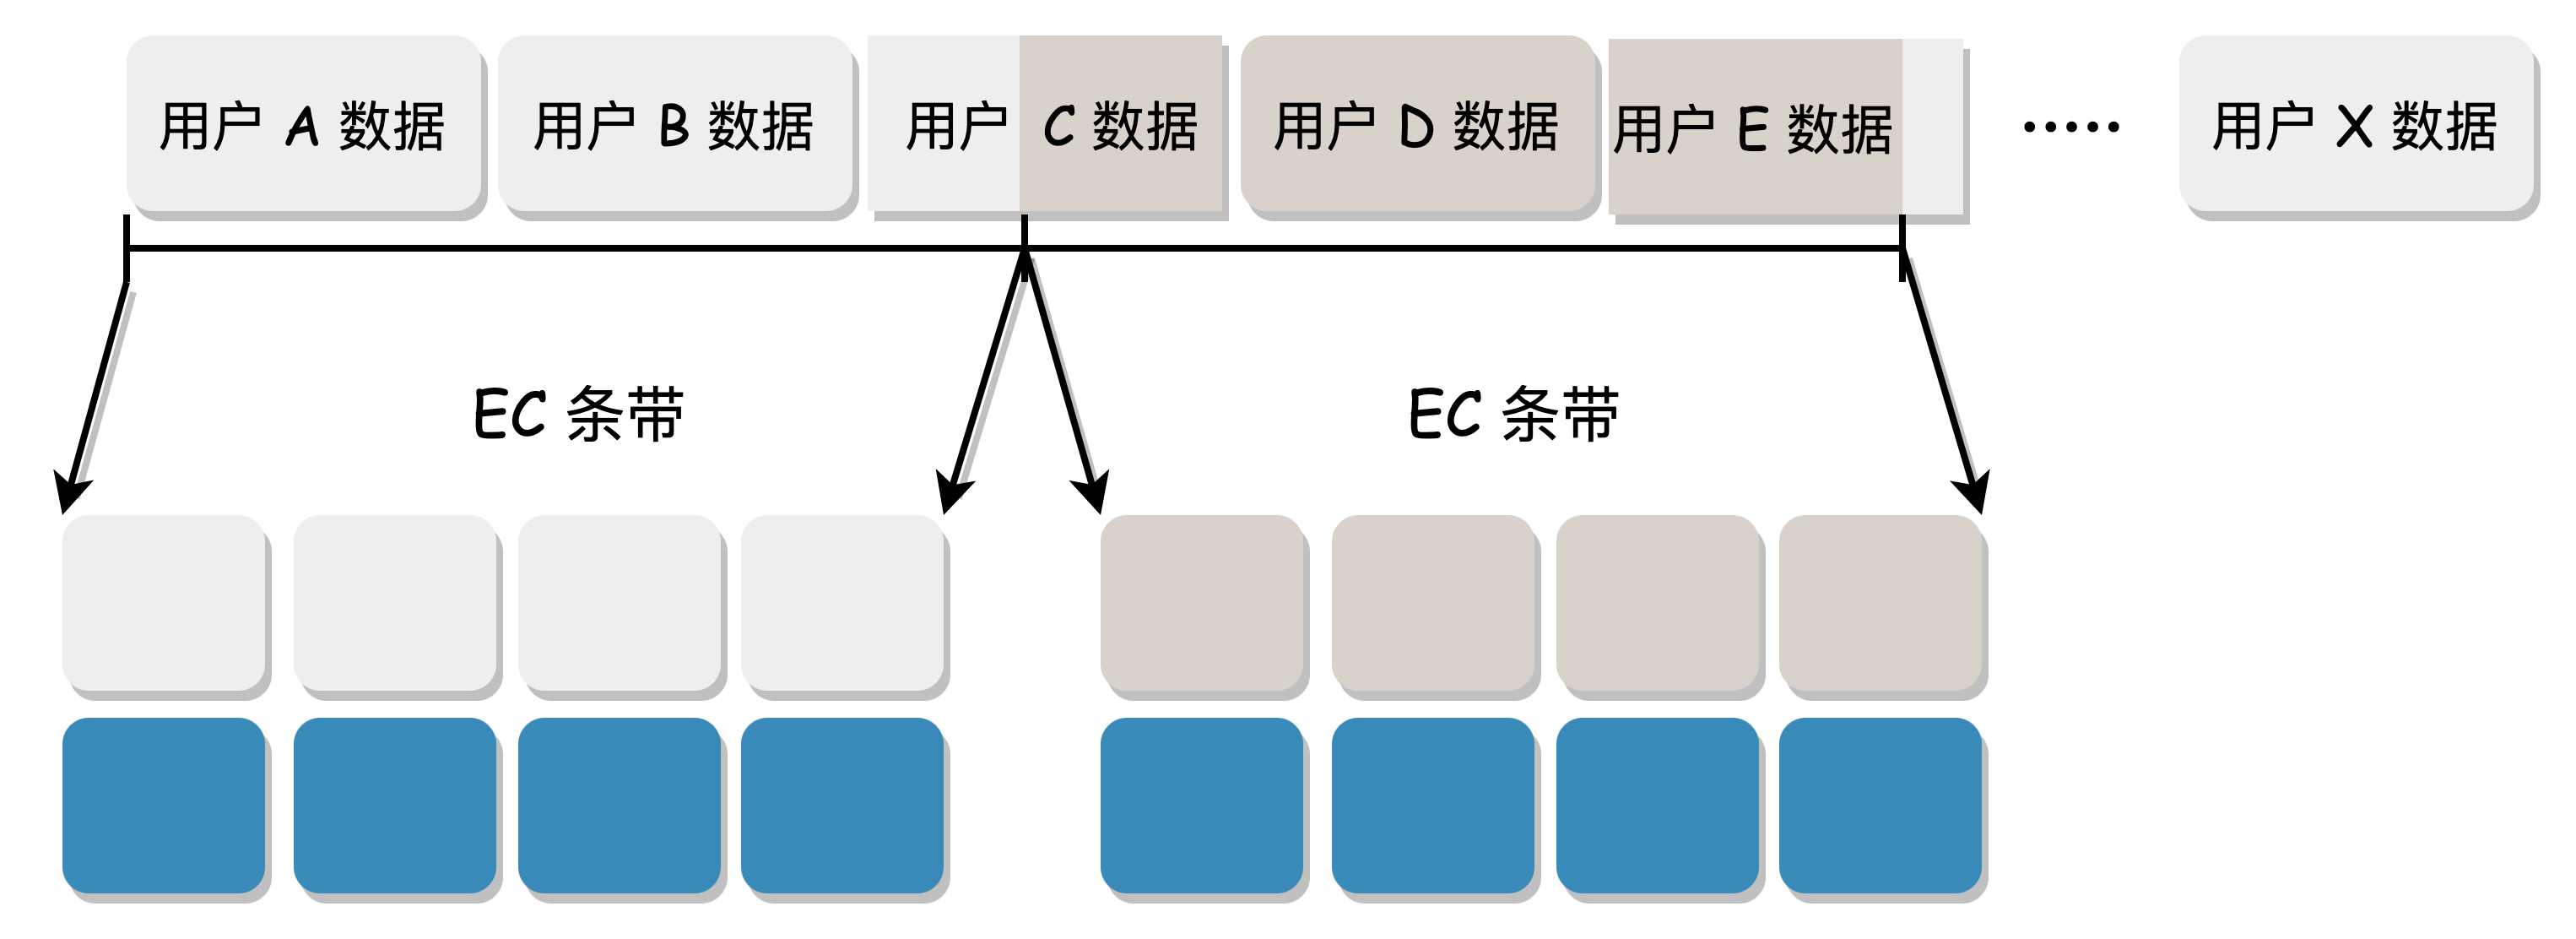 用户 A 数据 用户 B 数据 用户 C 数据 用户 D 数据 用户 E 数据 ····· 用户 X 数据
EC 条带 EC 条带